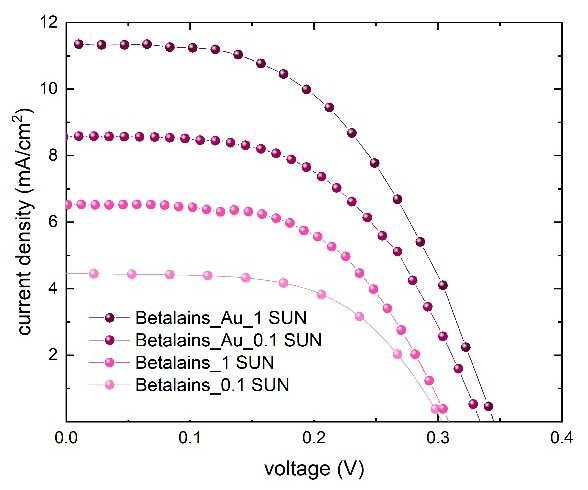 12
10
8
6
4
2
current density (mA/cm²)
Betalains_Au_1 SUN
Betalains_Au_0.1 SUN
Betalains_1 SUN
Betalains_0.1 SUN
0.0 0.1 0.2 0.3 0.4
voltage (V)